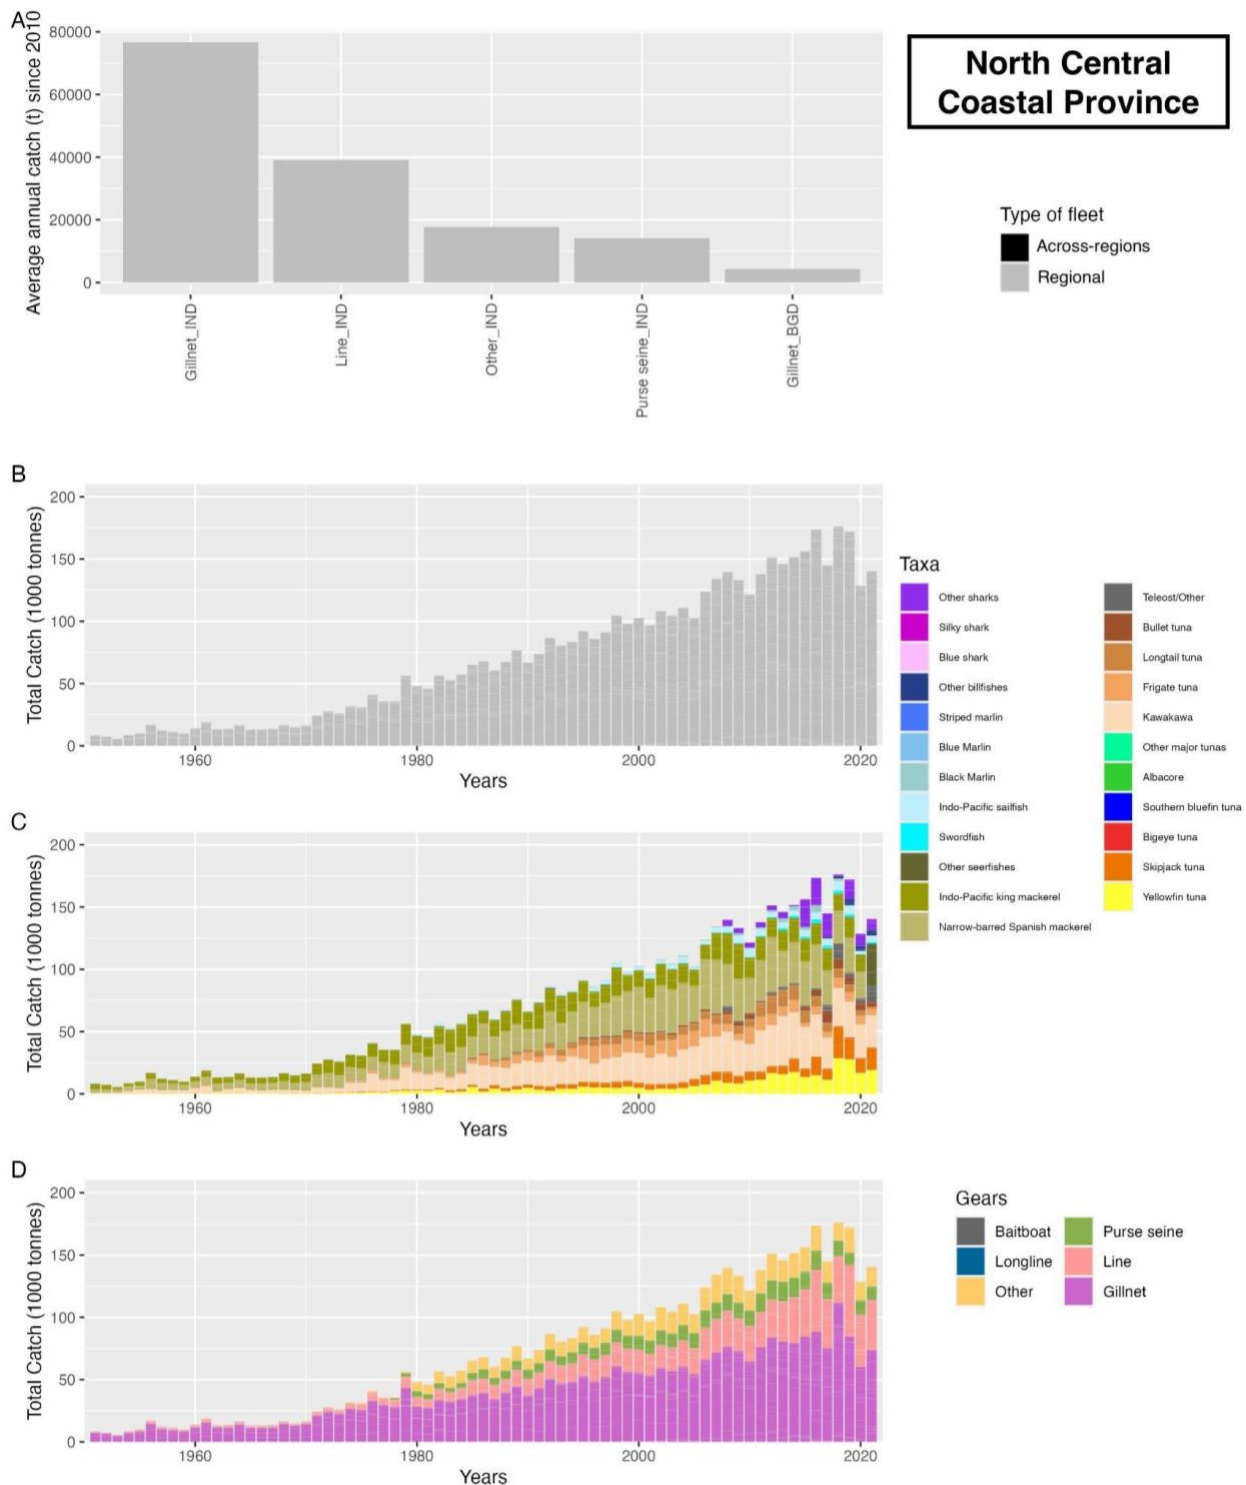 A
Average annual catch (t) since 2010
80000
60000
40000
20000
0
Gillnet_IND
Line_IND
Other_IND
Purse seine_IND
Gillnet_BGD
North Central
Coastal Province
Type of fleet
Across-regions
Regional
B
Total Catch (1000 tonnes)
200
150
100
50
0
1960
1980
2000
2020
Years
C
Total Catch (1000 tonnes)
200
150
100
50
0
1960
1980
2000
2020
Years
Taxa
Other sharks
Silky shark
Blue shark
Other billfishes
Striped marlin
Blue Marlin
Black Marlin
Indo-Pacific sailfish
Swordfish
Other seerfishes
Indo-Pacific king mackerel
Narrow-barred Spanish mackerel
Teleost/Other
Bullet tuna
Longtail tuna
Frigate tuna
Kawakawa
Other major tunas
Albacore
Southern bluefin tuna
Bigeye tuna
Skipjack tuna
Yellowfin tuna
D
Total Catch (1000 tonnes)
200
150
100
50
0
1960
1980
2000
2020
Years
Gears
Baitboat
Longline
Other
Purse seine
Line
Gillnet